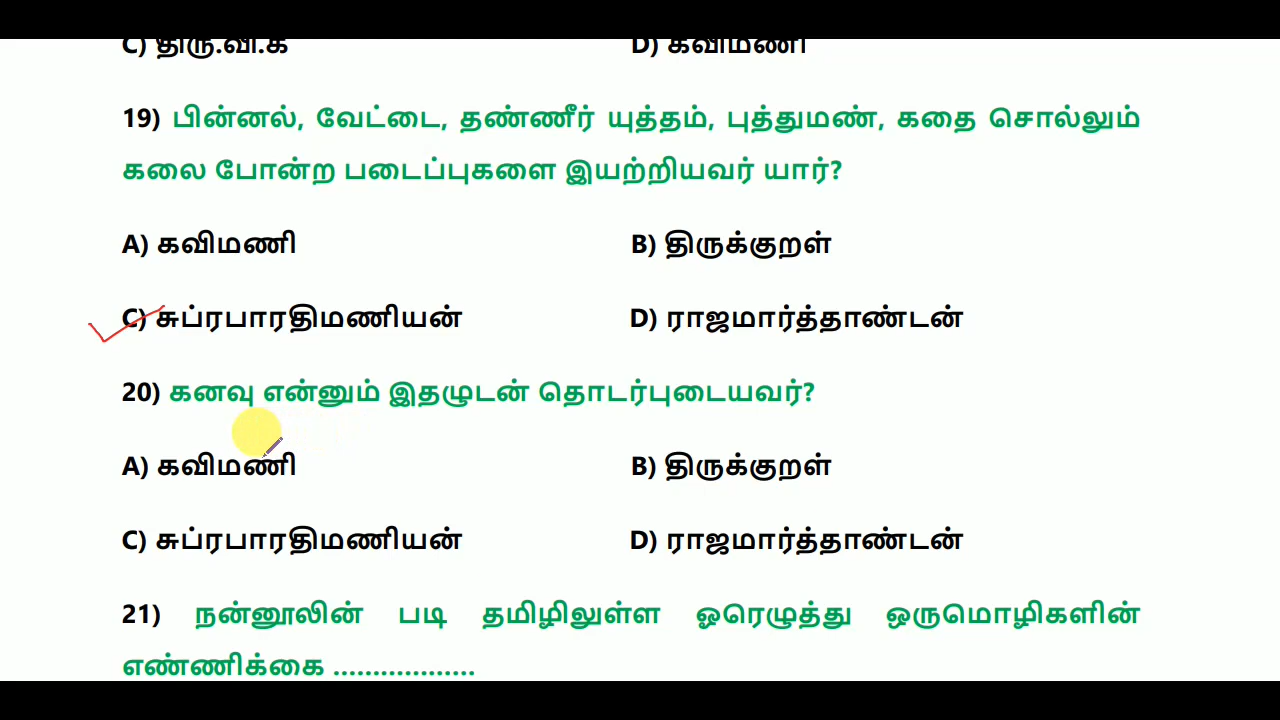 C) திரு.வி.க D) கவிமணி
19) பின்னல், வேட்டை, தண்ணீர் யுத்தம், புத்துமண், கதை சொல்லும்
கலை போன்ற படைப்புகளை இயற்றியவர் யார்?
A) கவிமணி B) திருக்குறள்
C) சுப்ரபாரதிமணியன் D) ராஜமார்த்தாண்டன்
20) கனவு என்னும் இதழுடன் தொடர்புடையவர்?
A) கவிமணி B) திருக்குறள்
C) சுப்ரபாரதிமணியன் D) ராஜமார்த்தாண்டன்
21) நன்னூலின் படி தமிழிலுள்ள ஓரெழுத்து ஒருமொழிகளின்
எண்ணிக்கை ..................